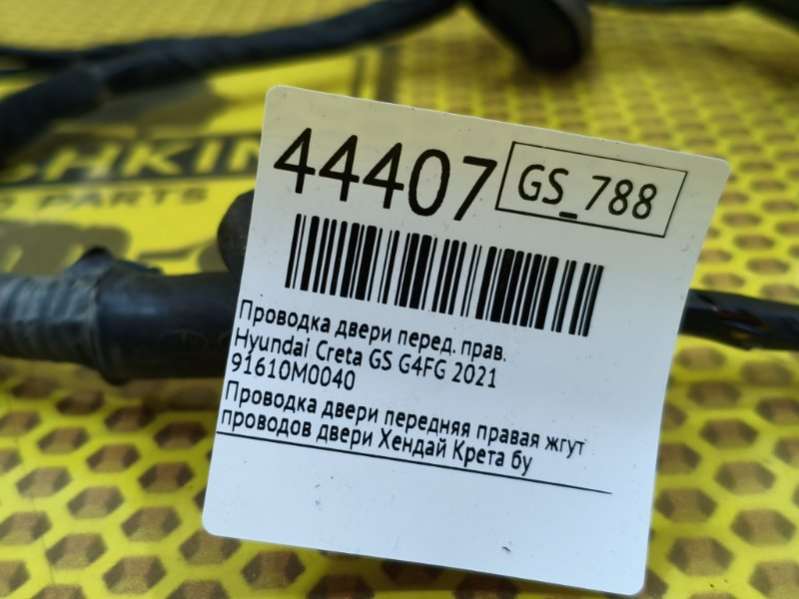 44407
GS_788
Проводка двери перед. прав.
Hyundai Creta GS G4FG 2021
91610M0040
Проводка двери передняя правая жгут
проводов двери Хендай Крета бу
PARTS